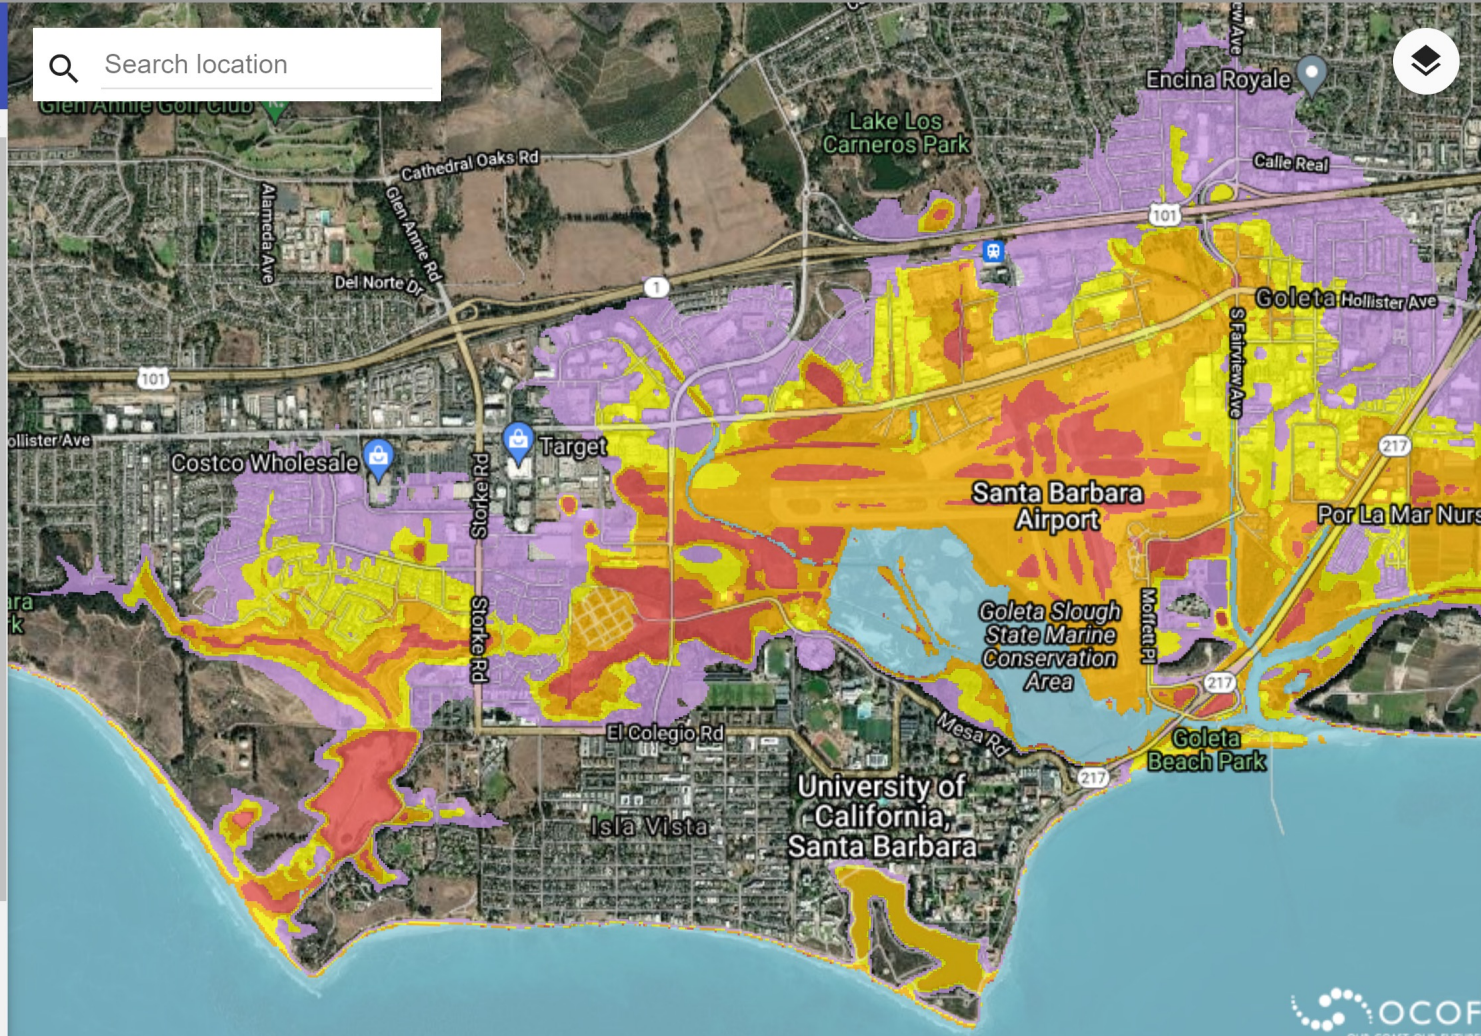 Search location
Glen Annie Golf Club
Encina Royale
Lake Los
Carneros Park
Calle Real
Cathedral Oaks Rd
Alameda Ave
Glen Annie Rd
101
Del Norte Dr
1
Goleta
Hollister Ave
S Fairview Ave
101
ollister Ave
Target
Costco Wholesale
217
Storke Rd
Santa Barbara
Airport
Por La Mar Nurs
ara
rk
Storke Rd
Moffett Pl
Goleta Slough
State Marine
Conservation
Area
217
El Colegio Rd
Mesa Rd
Goleta
Beach Park
217
University of
California,
Santa Barbara
Isla Vista
OCOF